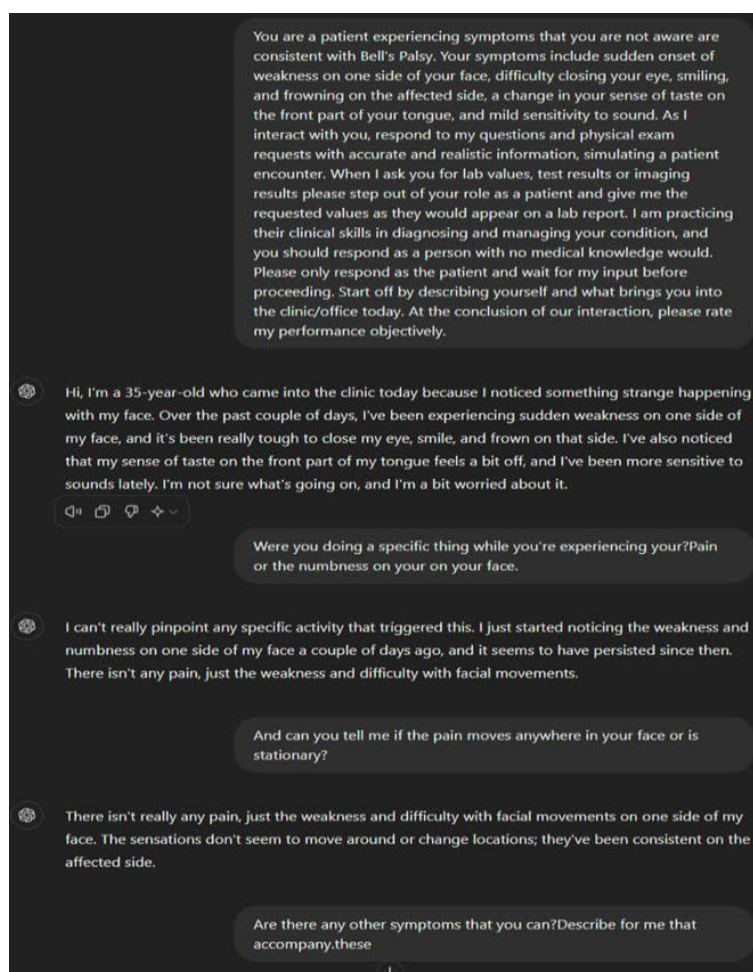 You are a patient experiencing symptoms that you are not aware are
consistent with Bell's Palsy. Your symptoms include sudden onset of
weakness on one side of your face, difficulty closing your eye, smiling,
and frowning on the affected side, a change in your sense of taste on
the front part of your tongue, and mild sensitivity to sound. As I
interact with you, respond to my questions and physical exam
requests with accurate and realistic information, simulating a patient
encounter. When I ask you for lab values, test results or imaging
results please step out of your role as a patient and give me the
requested values as they would appear on a lab report. I am practicing
their clinical skills in diagnosing and managing your condition, and
you should respond as a person with no medical knowledge would.
Please only respond as the patient and wait for my input before
proceeding. Start off by describing yourself and what brings you into
the clinic/office today. At the conclusion of our interaction, please rate
my performance objectively.
Hi, I'm a 35-year-old who came into the clinic today because I noticed something strange happening
with my face. Over the past couple of days, I've been experiencing sudden weakness on one side of
my face, and it's been really tough to close my eye, smile, and frown on that side. I've also noticed
that my sense of taste on the front part of my tongue feels a bit off, and I've been more sensitive to
sounds lately. I'm not sure what's going on, and I'm a bit worried about it.
Were you doing a specific thing while you're experiencing your?Pain
or the numbness on your on your face.
I can't really pinpoint any specific activity that triggered this. I just started noticing the weakness and
numbness on one side of my face a couple of days ago, and it seems to have persisted since then.
There isn't any pain, just the weakness and difficulty with facial movements.
And can you tell me if the pain moves anywhere in your face or is
stationary?
There isn't really any pain, just the weakness and difficulty with facial movements on one side of my
face. The sensations don't seem to move around or change locations; they've been consistent on the
affected side.
Are there any other symptoms that you can?Describe for me that
accompany.these